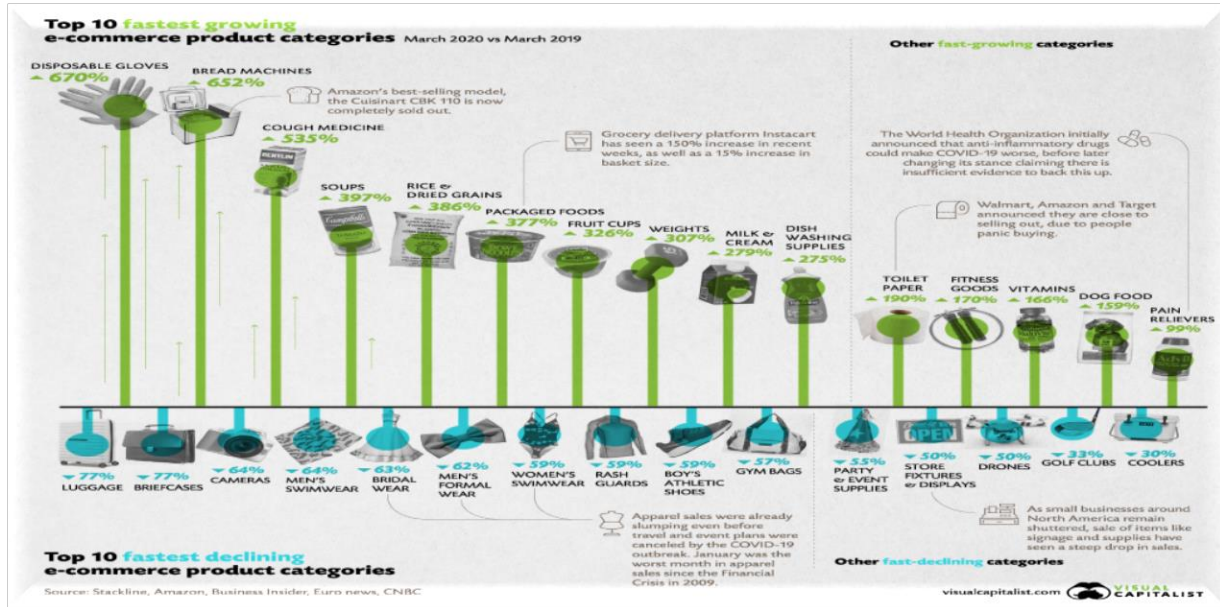 Top 10 fastest growing
e-commerce product categories March 2020 vs March 2019
Other fast-growing categories
DISPOSABLE GLOVES
670%
BREAD MACHINES
652%
Amazon's best-selling model,
the Cuisinart CBK 110 is now
completely sold out.
COUGH MEDICINE
535%
SOUPS
397%
RICE &
DRIED GRAINS
386%
Grocery delivery platform Instacart
has seen a 150% increase in recent
weeks, as well as a 15% increase in
basket size.
PACKAGED FOODS
377%
FRUIT CUPS
326%
WEIGHTS
307%
MILK &
CREAM
279%
DISH
WASHING
SUPPLIES
275%
The World Health Organization initially
announced that anti-inflammatory drugs
could make COVID-19 worse, before later
changing its stance claiming there is
insufficient evidence to back this up.
Walmart, Amazon and Target
announced they are close to
selling out, due to people
panic buying.
TOILET
PAPER
190%
FITNESS
GOODS
170%
VITAMINS
166%
DOG FOOD
159%
PAIN
RELIEVERS
99%
Campbell's
OPEN
Advil
77%
LUGGAGE
77%
BRIEFCASES
64%
CAMERAS
64%
MEN'S
SWIMWEAR
63%
BRIDAL
WEAR
62%
MEN'S
FORMAL
WEAR
59%
WOMEN'S
SWIMWEAR
59%
RASH
GUARDS
59%
BOY'S
ATHLETIC
SHOES
57%
GYM BAGS
55%
PARTY
& EVENT
SUPPLIES
50%
STORE
FIXTURES
& DISPLAYS
50%
DRONES
33%
GOLF CLUBS
30%
COOLERS
Apparel sales were already
slumping even before
travel and event plans were
canceled by the COVID-19
outbreak. January was the
worst month in apparel
sales since the Financial
Crisis in 2009.
As small businesses around
North America remain
shuttered, sale of items like
signage and supplies have
seen a steep drop in sales.
Top 10 fastest declining
e-commerce product categories
Other fast-declining categories
Source: Stackline, Amazon, Business Insider, Euro news, CNBC
visualcapitalist.com
VISUAL
CAPITALIST